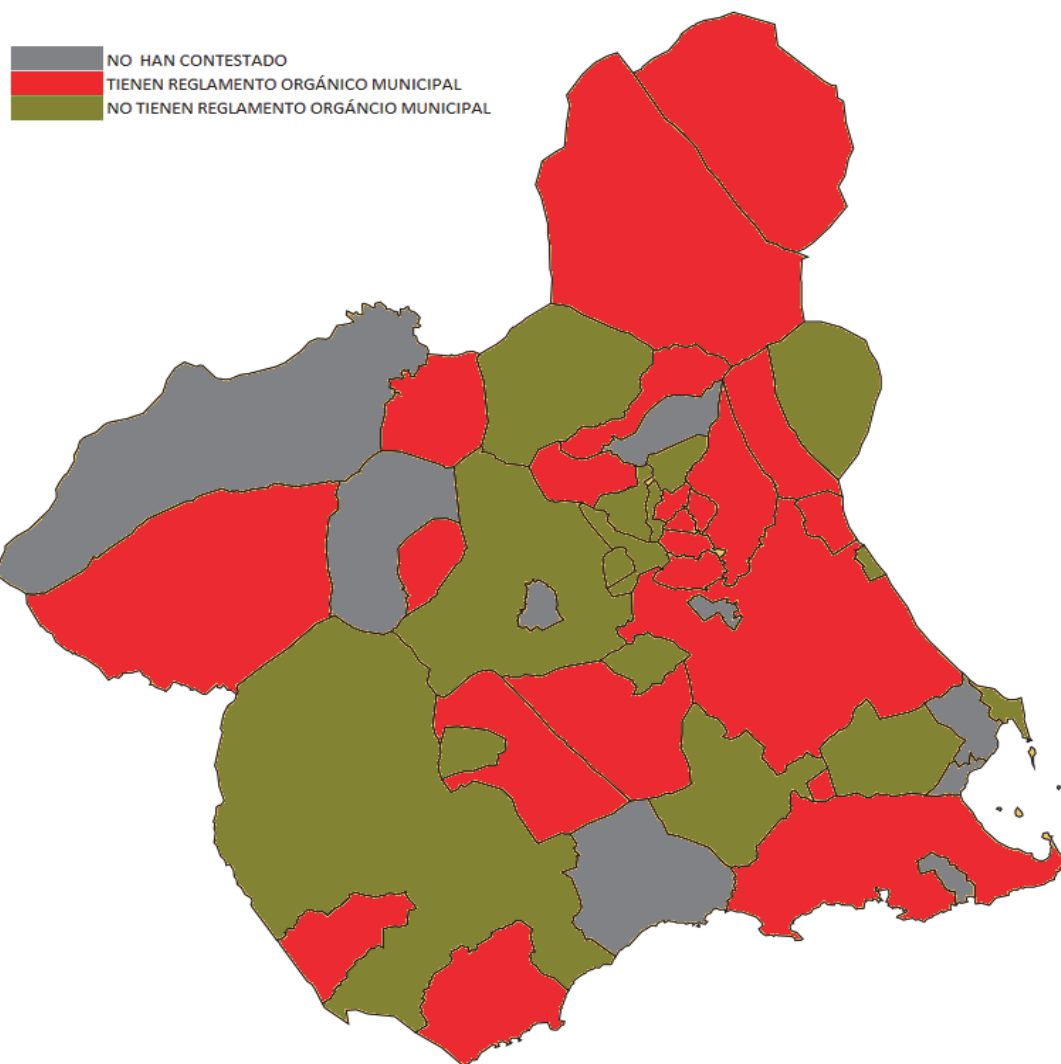 NO HAN CONTESTADO
TIENEN REGLAMENTO ORGÁNICO MUNICIPAL
NO TIENEN REGLAMENTO ORGÁNCIO MUNICIPAL